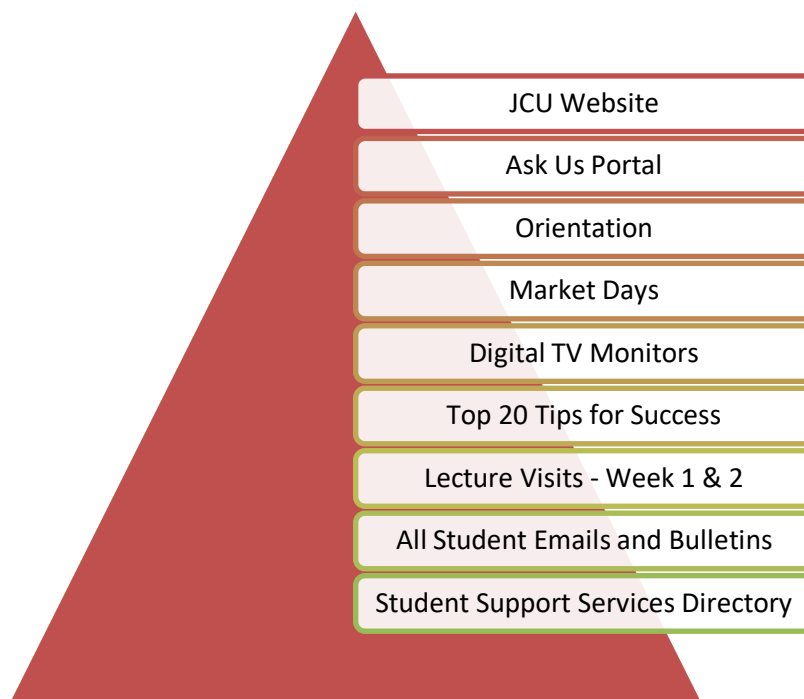 JCU Website
Ask Us Portal
Orientation
Market Days
Digital TV Monitors
Top 20 Tips for Success
Lecture Visits - Week 1 & 2
All Student Emails and Bulletins
Student Support Services Directory